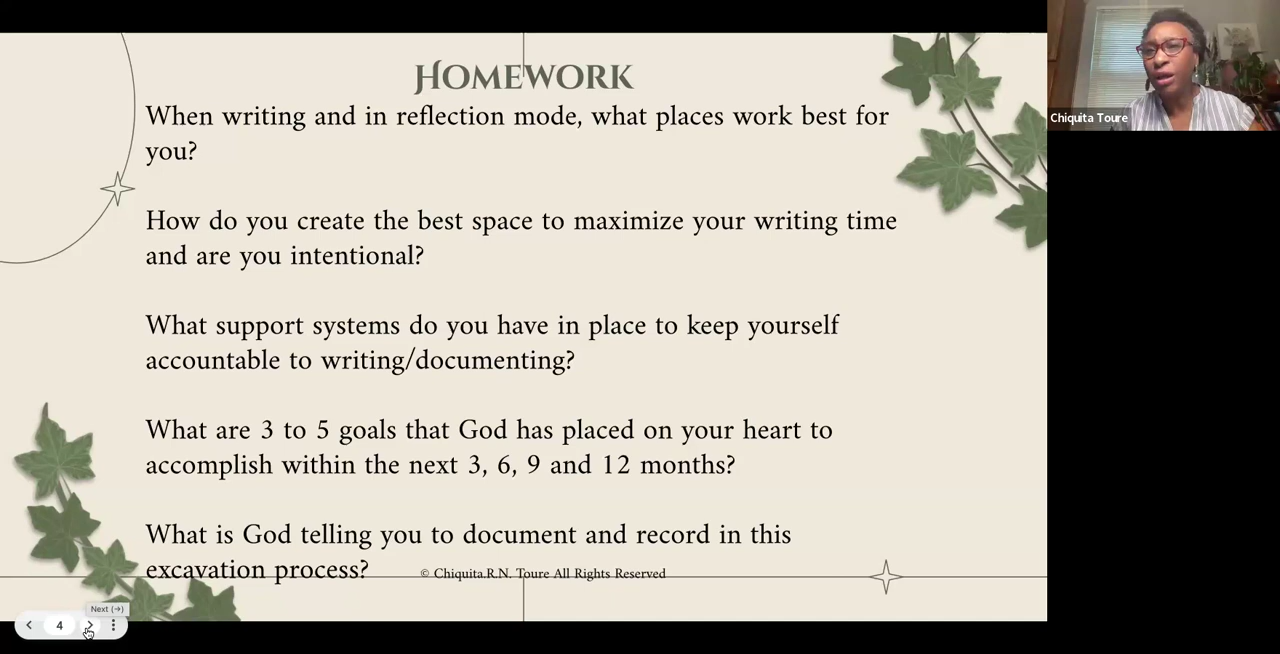 Homework
When writing and in reflection mode, what places work best for
you?
How do you create the best space to maximize your writing time
and are you intentional?
What support systems do you have in place to keep yourself
accountable to writing/documenting?
What are 3 to 5 goals that God has placed on your heart to
accomplish within the next 3, 6, 9 and 12 months?
What is God telling you to document and record in this
excavation process?
© Chiquita.R.N. Toure All Rights Reserved
Chiquita Toure
Next (→)
4